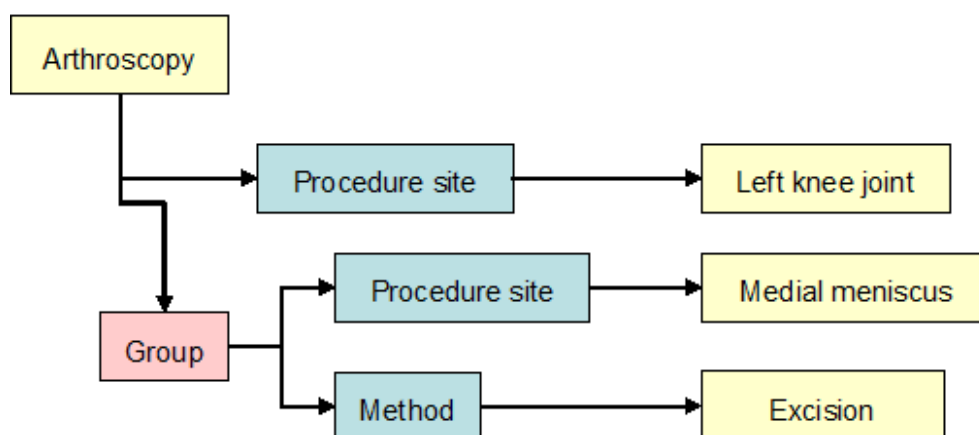 Arthroscopy
Procedure site
Left knee joint
Procedure site
Medial meniscus
Group
Method
Excision